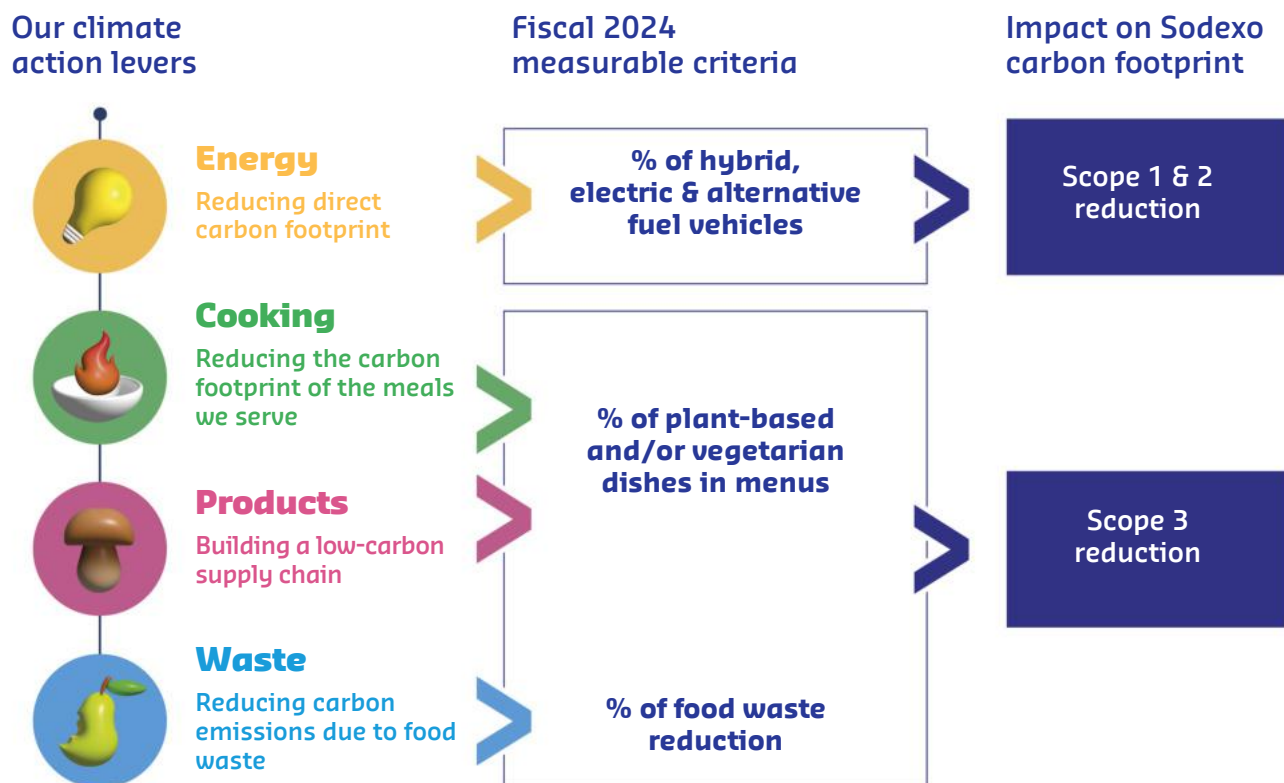 Our climate
action levers
Fiscal 2024
measurable criteria
Impact on Sodexo
carbon footprint
Energy
Reducing direct
carbon footprint
% of hybrid,
electric & alternative
fuel vehicles
Scope 1 & 2
reduction
Cooking
Reducing the carbon
footprint of the meals
we serve
Products
Building a low-carbon
supply chain
% of plant-based
and/or vegetarian
dishes in menus
Waste
Reducing carbon
emissions due to food
waste
% of food waste
reduction
Scope 3
reduction